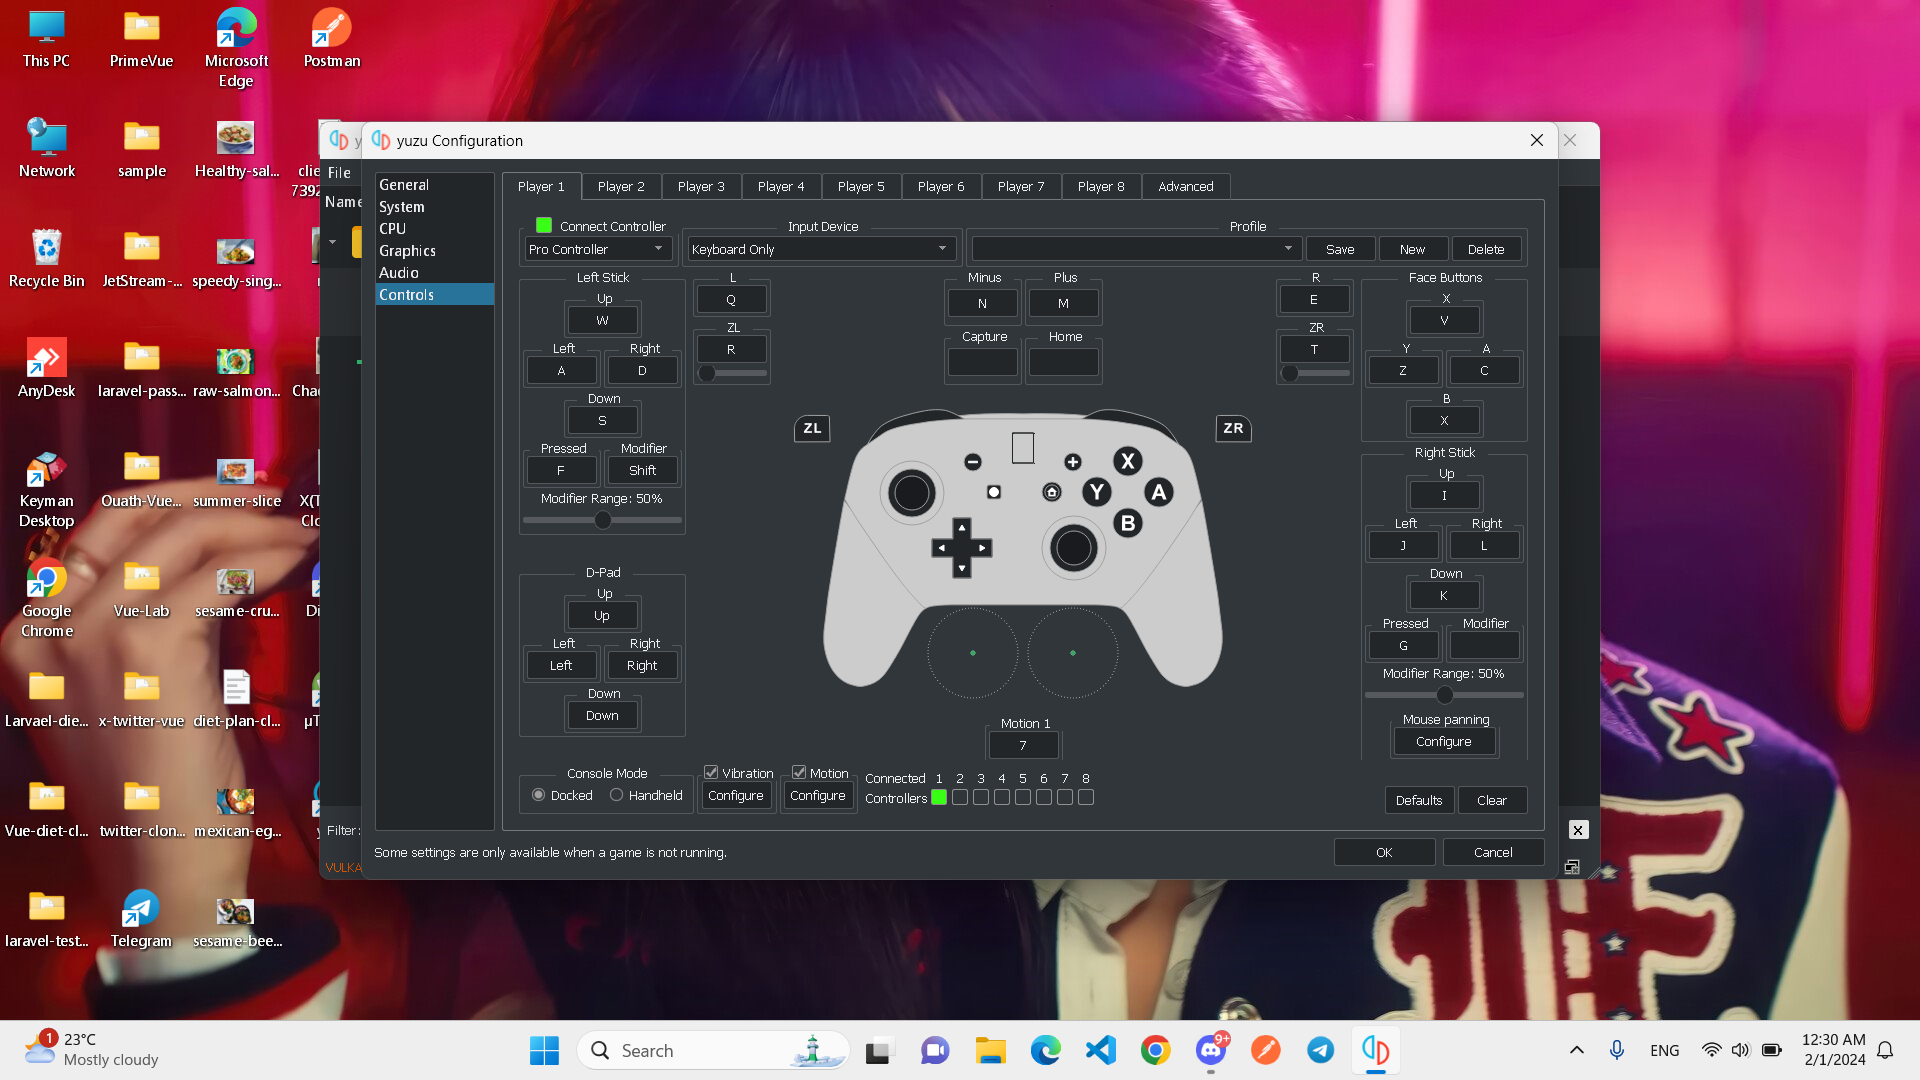 This PC
PrimeVue
Microsoft
Edge
Postman
Network
sample
Healthy-sal...
Recycle Bin
JetStream-...
speedy-sing...
AnyDesk
laravel-pass...
raw-salmon...
Keyman
Desktop
Ouath-Vue...
summer-slice
Google
Chrome
Vue-Lab
sesame-cru...
Larvael-die...
x-twitter-vue
diet-plan-cl...
Vue-diet-cl...
twitter-clon...
mexican-eg...
laravel-test...
Telegram
sesame-bee...
File
Name
Filter:
VULKA
yuzu Configuration
General
System
CPU
Graphics
Audio
Controls
Player 1
Player 2
Player 3
Player 4
Player 5
Player 6
Player 7
Player 8
Advanced
Connect Controller
Pro Controller
Input Device
Keyboard Only
Profile
Save
New
Delete
Left Stick
Up
W
Left
A
Right
D
Down
S
Pressed
F
Modifier
Shift
Modifier Range: 50%
L
Q
ZL
R
Minus
N
Plus
M
Capture
Home
R
E
ZR
T
Face Buttons
X
V
Y
Z
A
C
B
X
ZL
ZR
X
Y
A
B
D-Pad
Up
Up
Left
Left
Right
Right
Down
Down
Right Stick
Up
I
Left
J
Right
L
Down
K
Pressed
G
Modifier
Modifier Range: 50%
Mouse panning
Configure
Motion 1
7
Console Mode
Docked
Handheld
Vibration
Configure
Motion
Configure
Connected 1 2 3 4 5 6 7 8
Controllers
Defaults
Clear
Some settings are only available when a game is not running.
OK
Cancel
1
23°C
Mostly cloudy
Search
9+
ENG
12:30 AM
2/1/2024